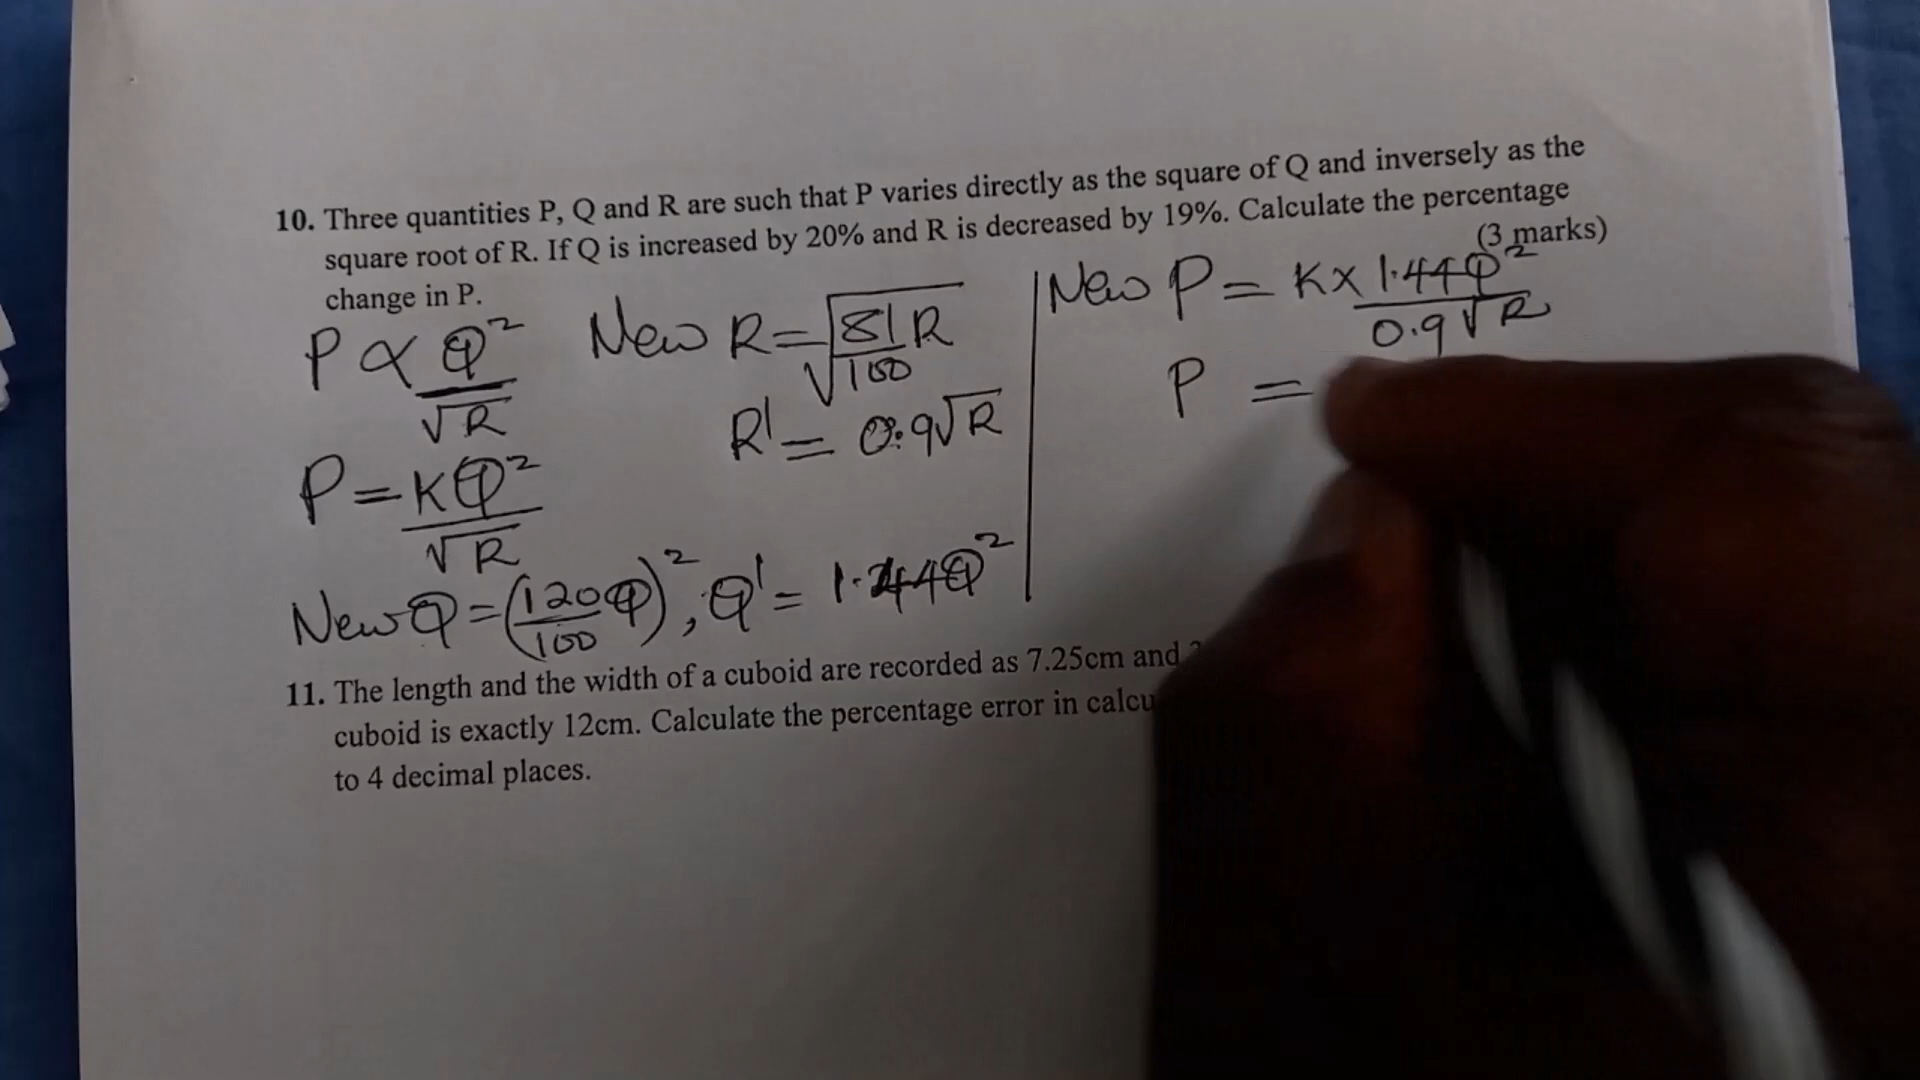 10. Three quantities P, Q and R are such that P varies directly as the square of Q and inversely as the
square root of R. If Q is increased by 20% and R is decreased by 19%. Calculate the percentage
change in P.
(3 marks)
P ∝ Q²/√R
P = KQ²/√R
New Q = (120/100 Q)², Q' = 1.44Q²
New R = √(81/100 R)
R' = 0.9√R
New P = K x 1.44Q²/0.9√R
P =
11. The length and the width of a cuboid are recorded as 7.25cm and
cuboid is exactly 12cm. Calculate the percentage error in calcu
to 4 decimal places.